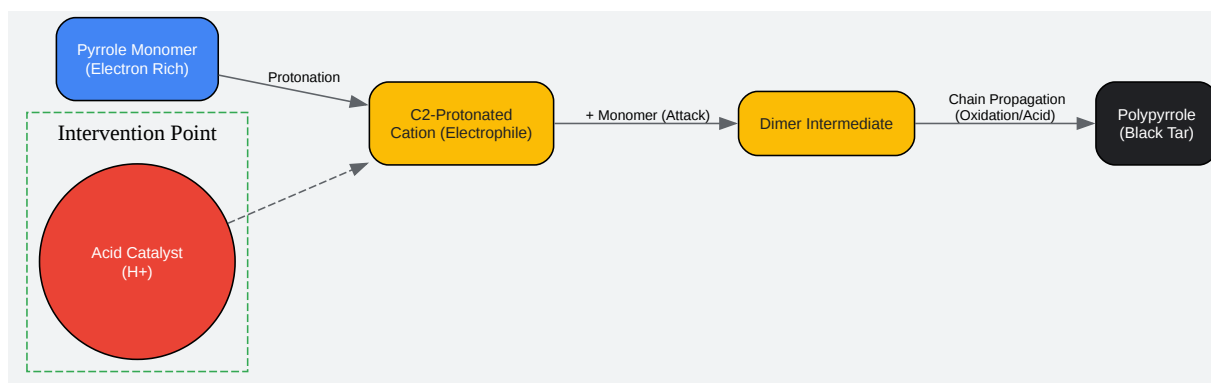 Pyrrole Monomer
(Electron Rich)
Protonation
Intervention Point
Acid Catalyst
(H+)
C2-Protonated
Cation (Electrophile)
+ Monomer (Attack)
Dimer Intermediate
Chain Propagation
(Oxidation/Acid)
Polypyrrole
(Black Tar)